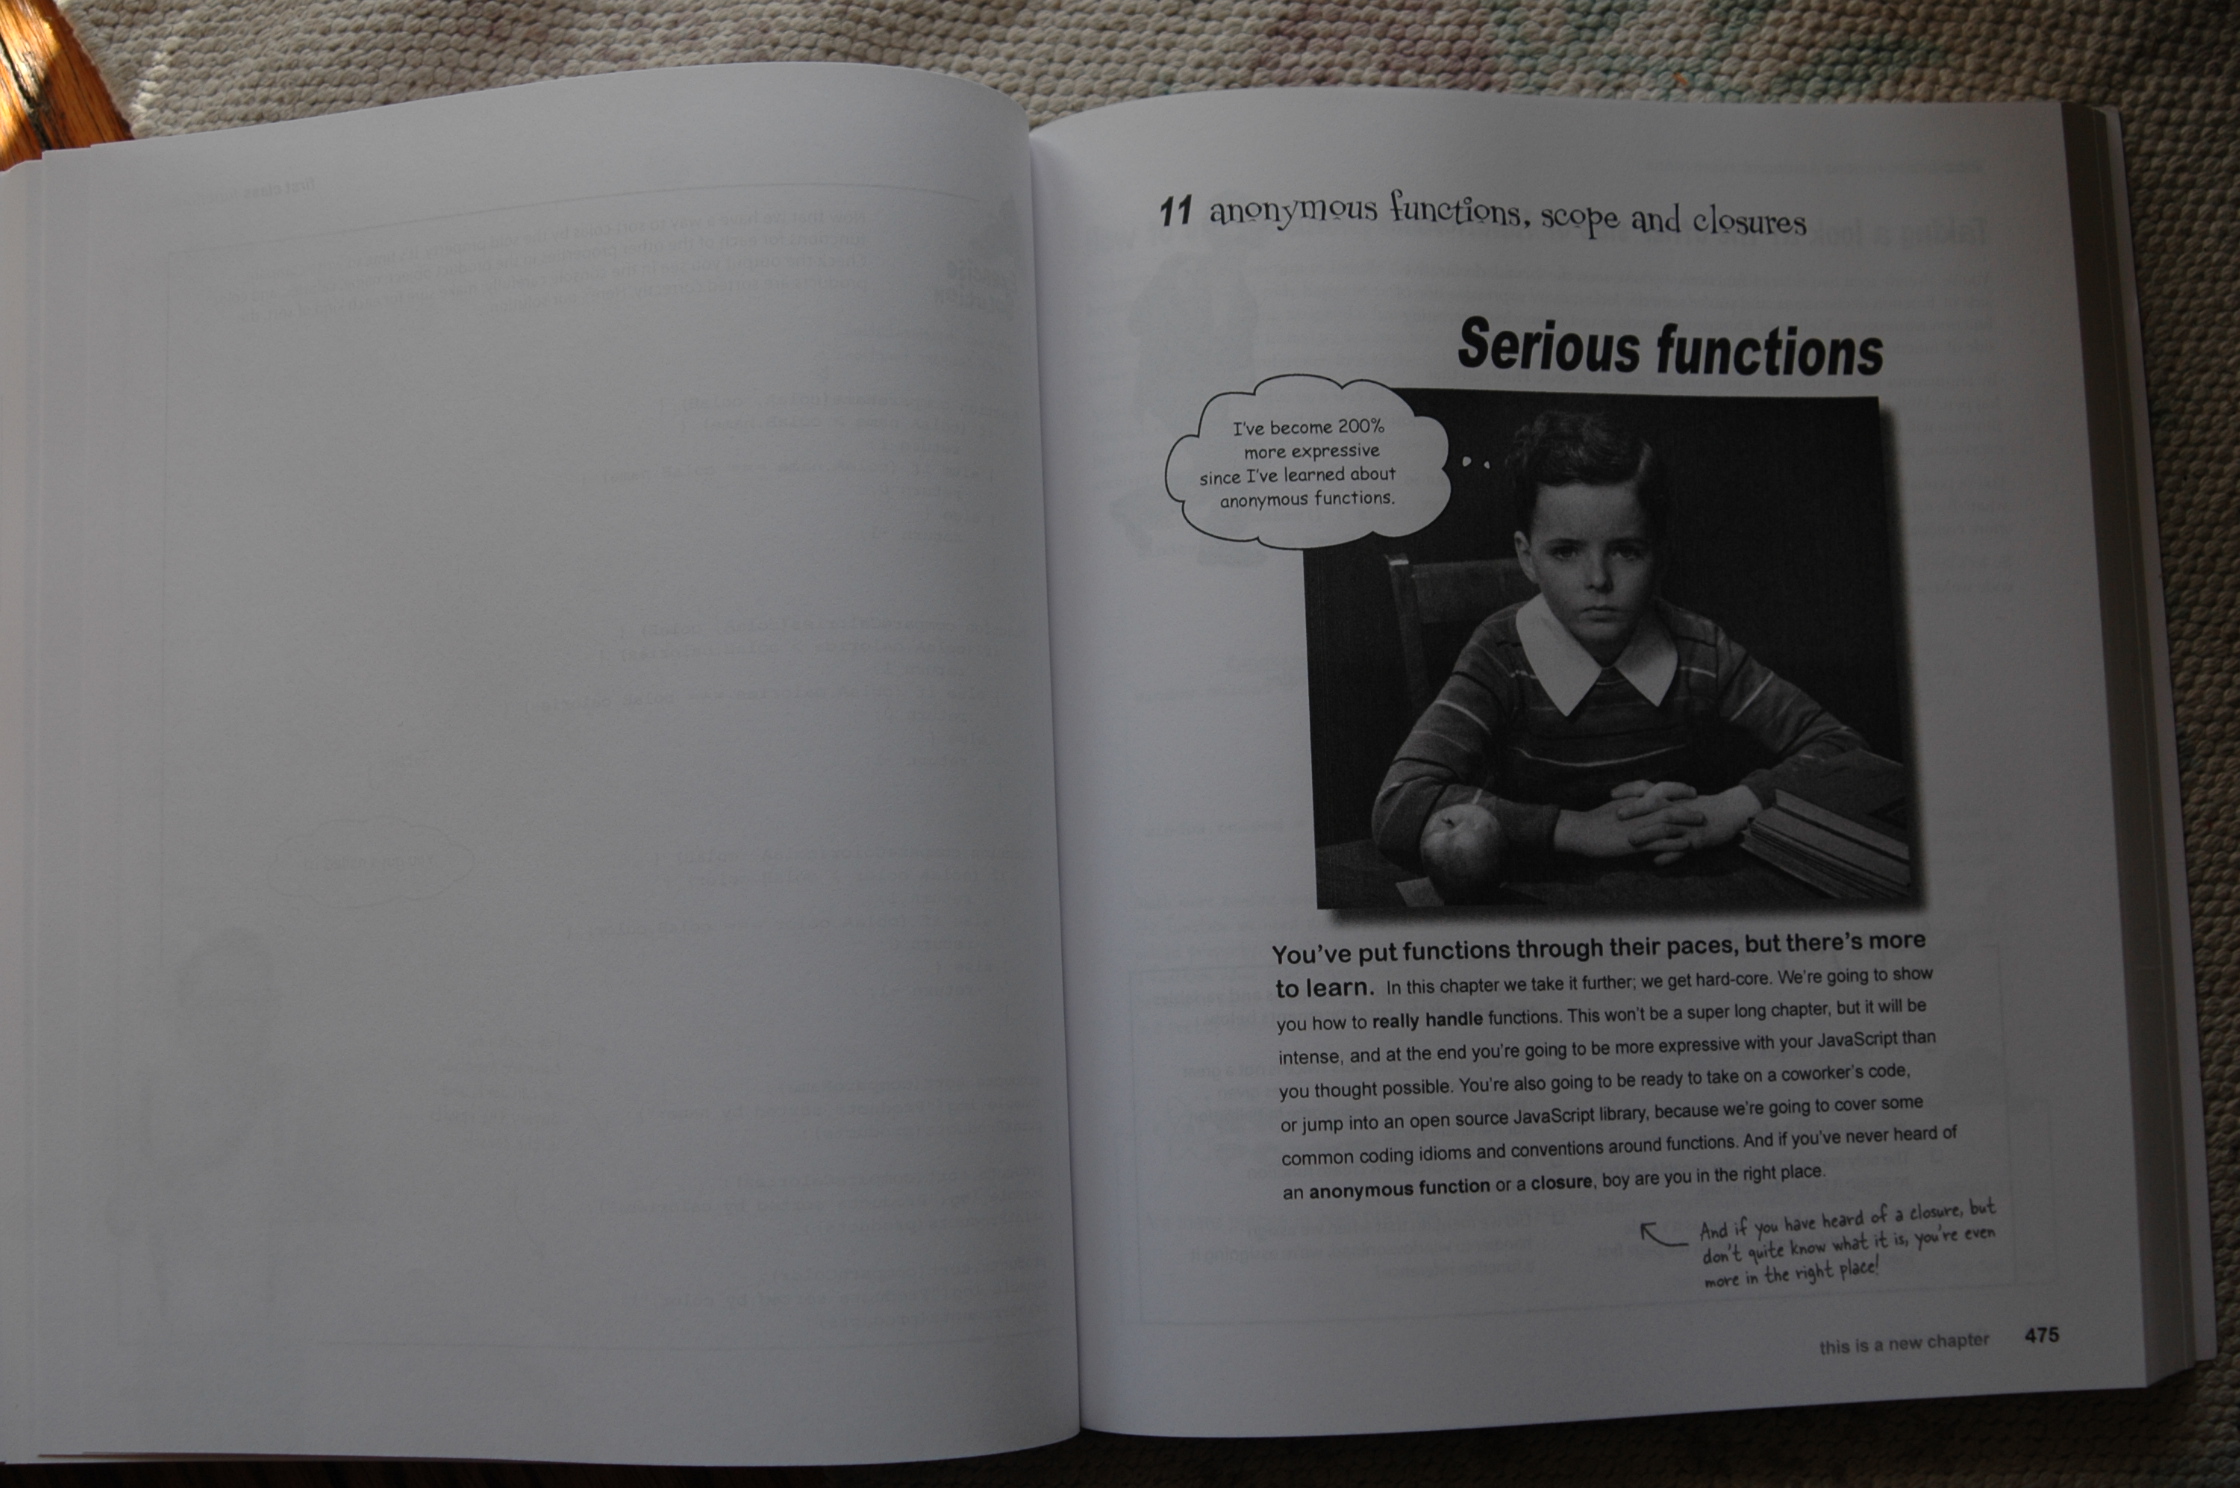 11 anonymous functions, scope and closures
Serious functions
I've become 200%
more expressive
since I've learned about
anonymous functions.
You've put functions through their paces, but there's more
to learn. In this chapter we take it further; we get hard-core. We're going to show
you how to really handle functions. This won't be a super long chapter, but it will be
intense, and at the end you're going to be more expressive with your JavaScript than
you thought possible. You're also going to be ready to take on a coworker's code,
or jump into an open source JavaScript library, because we're going to cover some
common coding idioms and conventions around functions. And if you've never heard of
an anonymous function or a closure, boy are you in the right place.
And if you have heard of a closure, but
don't quite know what it is, you're even
more in the right place!
this is a new chapter 475